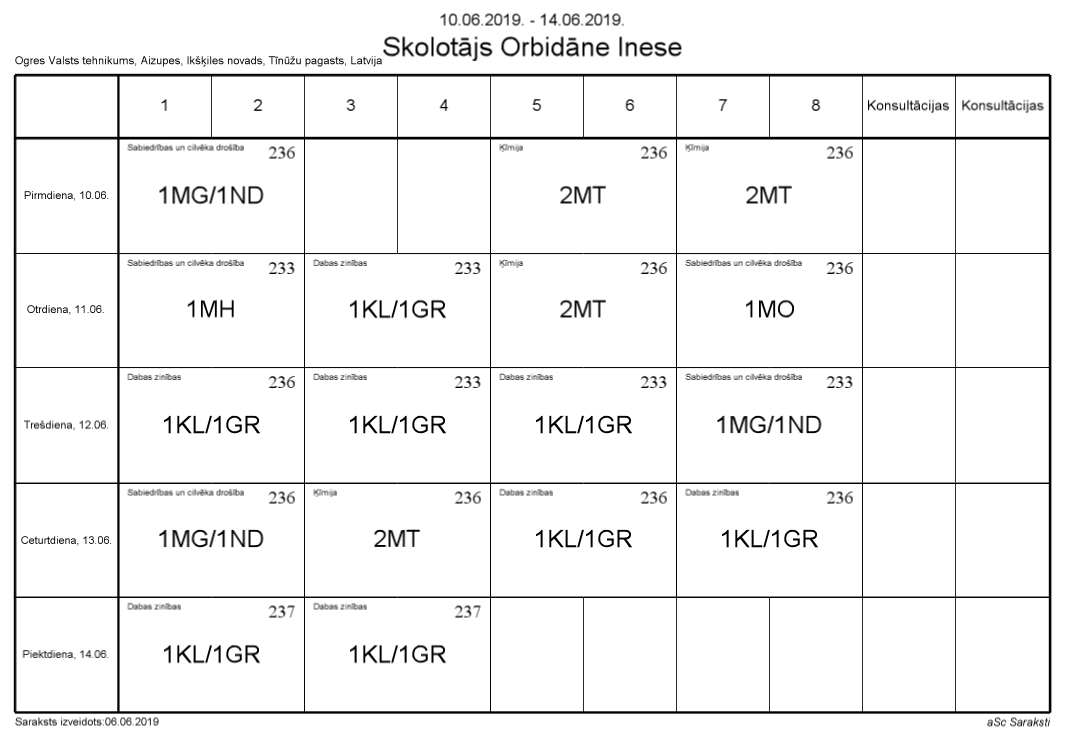 10.06.2019. - 14.06.2019.
Skolotājs Orbidāne Inese
Ogres Valsts tehnikums, Aizupes, Ikšķiles novads, Tīnūžu pagasts, Latvija
1 2 3 4 5 6 7 8 Konsultācijas Konsultācijas
Pirmdiena, 10.06.
Sabiedrības un cilvēka drošība 236
1MG/1ND
Ķīmija 236
2MT
Ķīmija 236
2MT
Otrdiena, 11.06.
Sabiedrības un cilvēka drošība 233
1MH
Dabas zinības 233
1KL/1GR
Ķīmija 236
2MT
Sabiedrības un cilvēka drošība 236
1MO
Trešdiena, 12.06.
Dabas zinības 236
1KL/1GR
Dabas zinības 233
1KL/1GR
Dabas zinības 233
1KL/1GR
Sabiedrības un cilvēka drošība 233
1MG/1ND
Ceturtdiena, 13.06.
Sabiedrības un cilvēka drošība 236
1MG/1ND
Ķīmija 236
2MT
Dabas zinības 236
1KL/1GR
Dabas zinības 236
1KL/1GR
Piektdiena, 14.06.
Dabas zinības 237
1KL/1GR
Dabas zinības 237
1KL/1GR
Saraksts izveidots:06.06.2019
aSc Saraksti